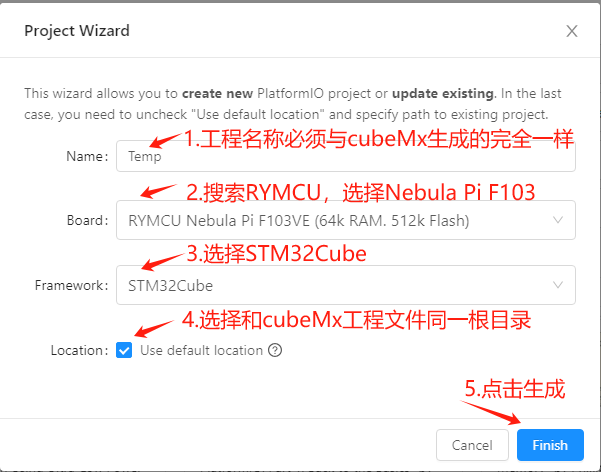 Project Wizard
This wizard allows you to create new PlatformIO project or update existing. In the last
case, you need to uncheck "Use default location" and specify path to existing project.
1.工程名称必须与cubeMx生成的完全一样
Name:
Temp
2.搜索RYMCU，选择Nebula Pi F103
Board:
RYMCU Nebula Pi F103VE (64k RAM. 512k Flash)
3.选择STM32Cube
Framework:
STM32Cube
4.选择和cubeMx工程文件同一根目录
Location:
Use default location
5.点击生成
Cancel
Finish